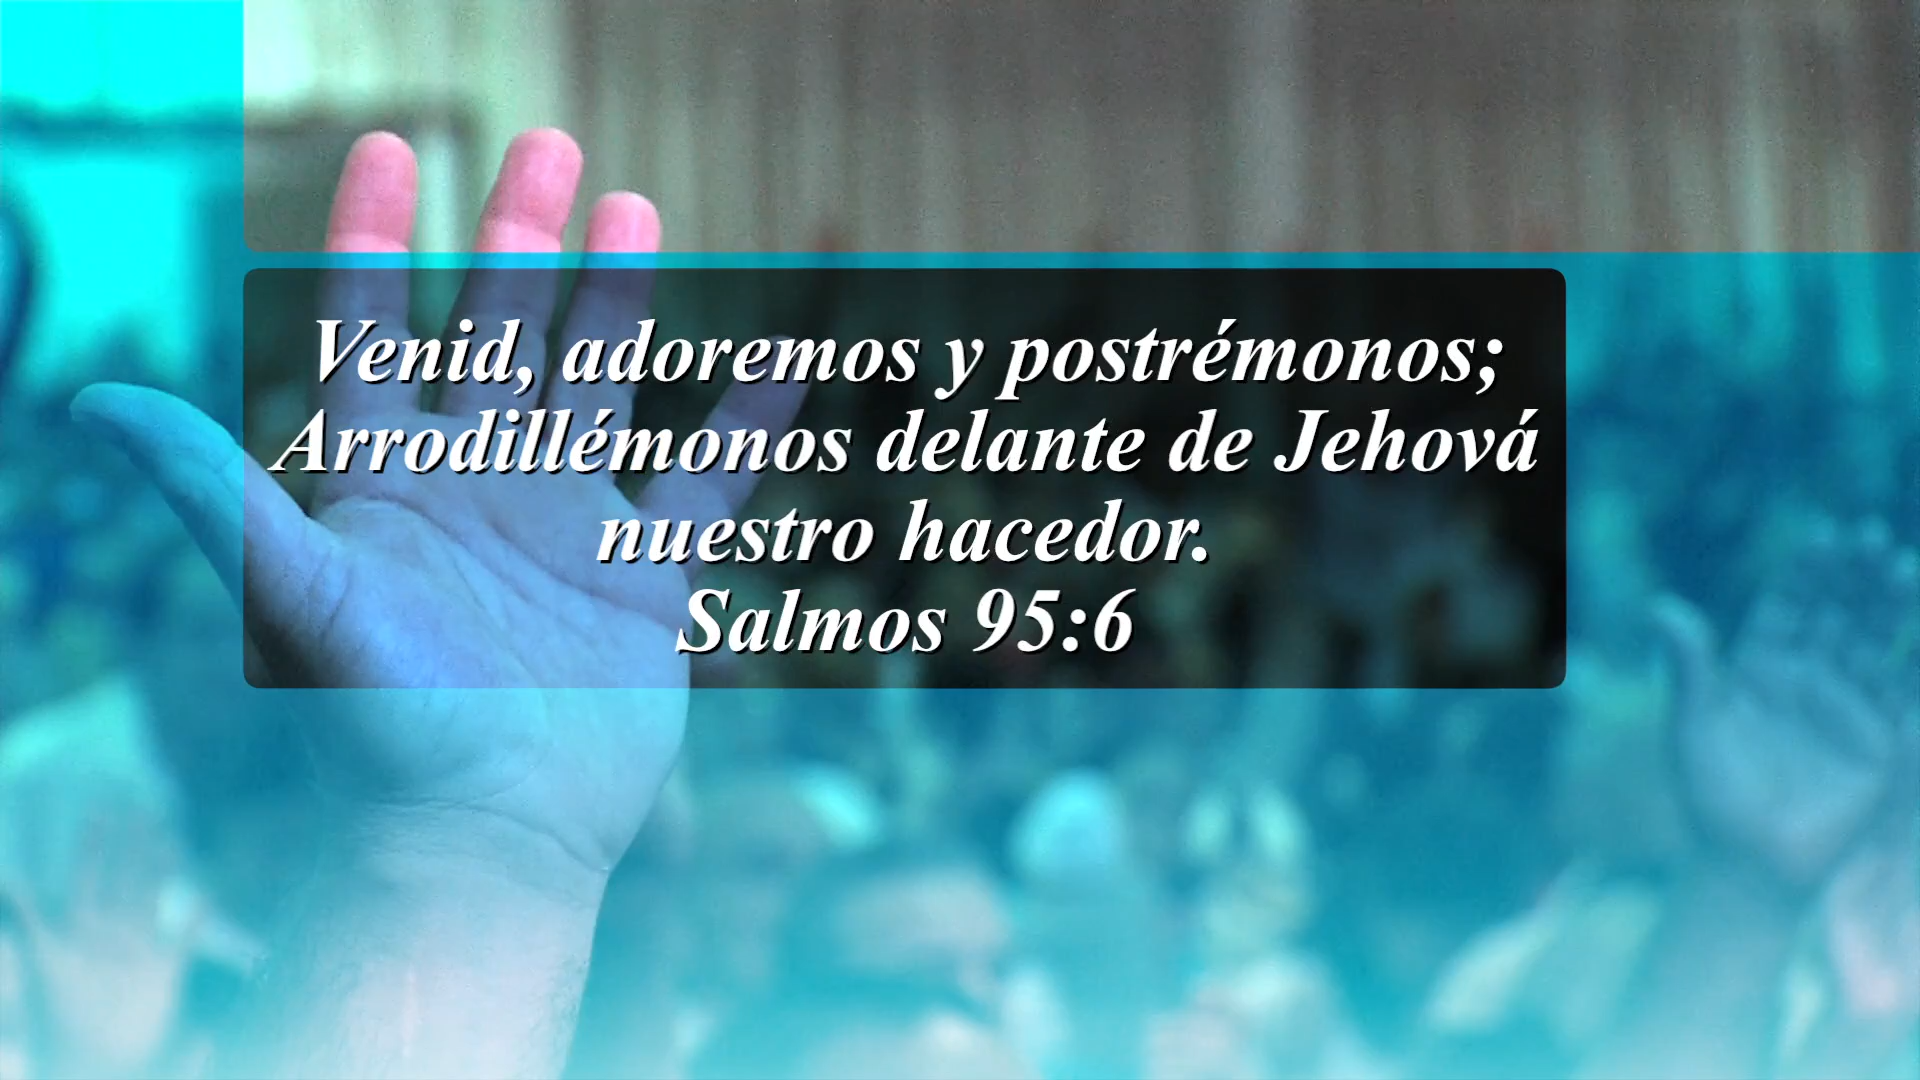 Venid, adoremos y postrémonos;
Arrodillémonos delante de Jehová
nuestro hacedor.
Salmos 95:6